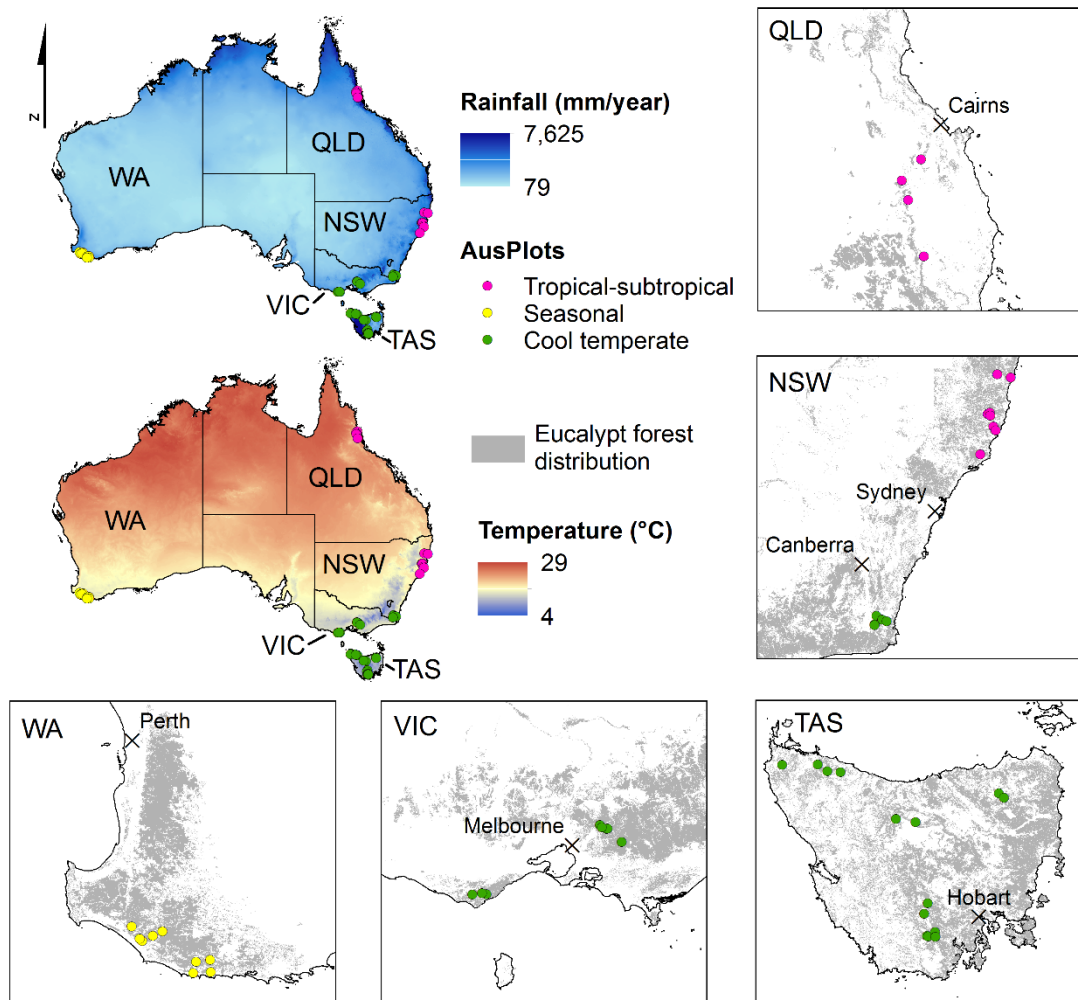 N
WA
QLD
NSW
VIC
TAS
Rainfall (mm/year)
7,625
79
AusPlots
Tropical-subtropical
Seasonal
Cool temperate
WA
QLD
NSW
VIC
TAS
Eucalypt forest
distribution
Temperature (°C)
29
4
QLD
Cairns
NSW
Sydney
Canberra
WA
Perth
VIC
Melbourne
TAS
Hobart